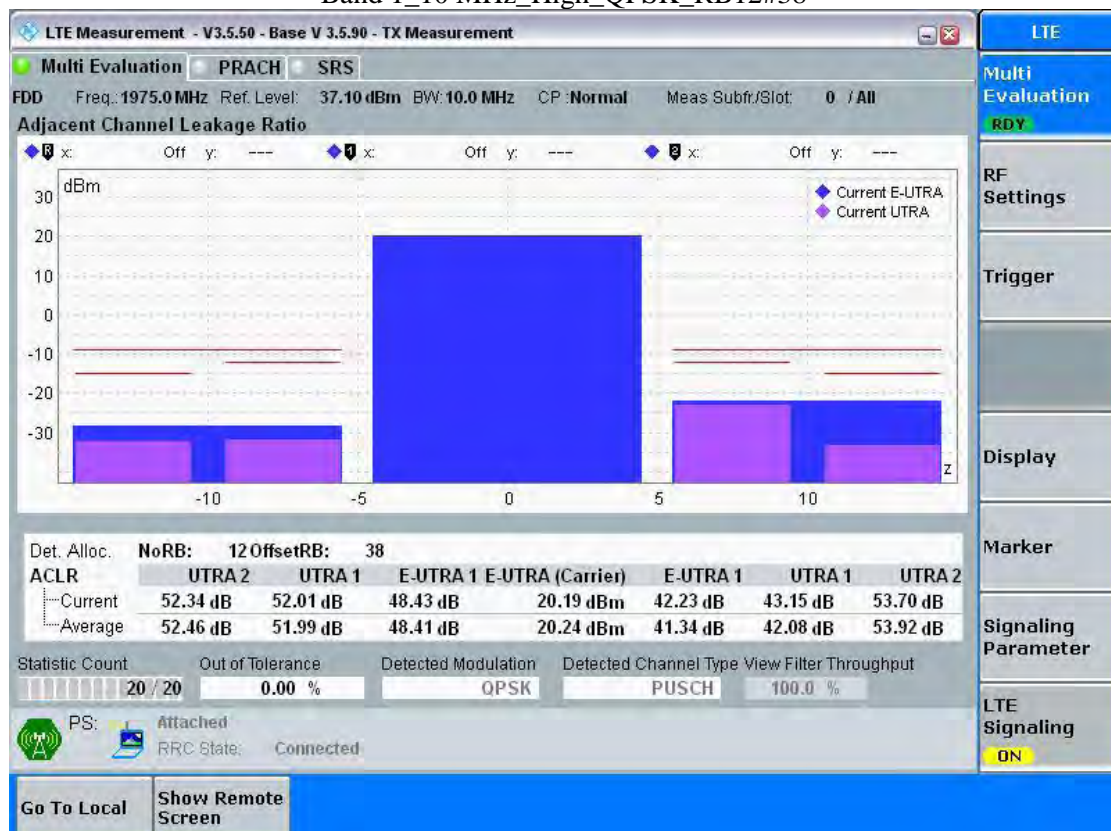 Band 1_10 MHz_High_QPSK_RB12#38
LTE Measurement - V3.5.50 - Base V 3.5.90 - TX Measurement
LTE
Multi Evaluation PRACH SRS
Multi Evaluation
RDY
FDD Freq.: 1975.0 MHz Ref. Level: 37.10 dBm BW: 10.0 MHz CP :Normal Meas Subfr./Slot: 0 / All
Adjacent Channel Leakage Ratio
R x: Off y: --- 1 x: Off y: --- 2 x: Off y: ---
dBm
Current E-UTRA
Current UTRA
30
20
10
0
-10
-20
-30
-10 -5 0 5 10
z
RF Settings
Trigger
Display
Marker
Signaling Parameter
LTE Signaling
ON
Det. Alloc. NoRB: 12 OffsetRB: 38
ACLR UTRA 2 UTRA 1 E-UTRA 1 E-UTRA (Carrier) E-UTRA 1 UTRA 1 UTRA 2
Current 52.34 dB 52.01 dB 48.43 dB 20.19 dBm 42.23 dB 43.15 dB 53.70 dB
Average 52.46 dB 51.99 dB 48.41 dB 20.24 dBm 41.34 dB 42.08 dB 53.92 dB
Statistic Count Out of Tolerance Detected Modulation Detected Channel Type View Filter Throughput
20 / 20 0.00 % QPSK PUSCH 100.0 %
PS: Attached
RRC State: Connected
Go To Local
Show Remote Screen